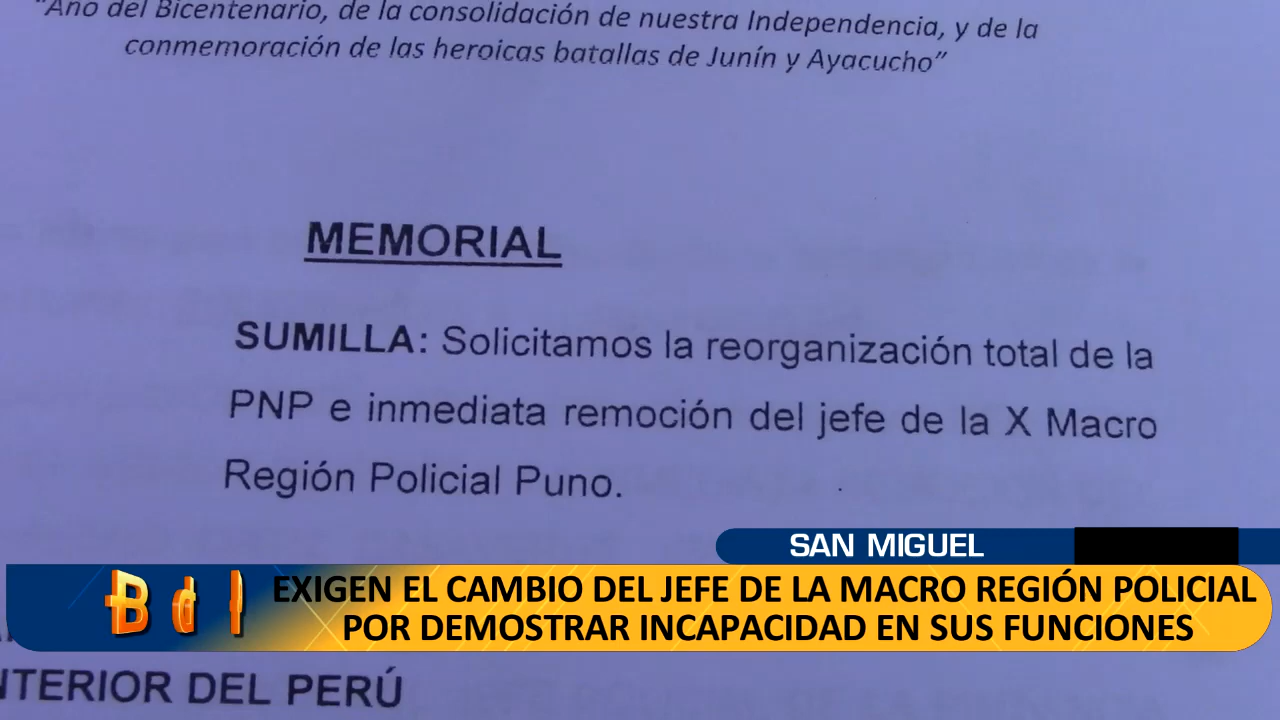 "Año del Bicentenario, de la consolidación de nuestra Independencia, y de la
conmemoración de las heroicas batallas de Junín y Ayacucho"
MEMORIAL
SUMILLA: Solicitamos la reorganización total de la
PNP e inmediata remoción del jefe de la X Macro
Región Policial Puno.
SAN MIGUEL
BdI
EXIGEN EL CAMBIO DEL JEFE DE LA MACRO REGIÓN POLICIAL
POR DEMOSTRAR INCAPACIDAD EN SUS FUNCIONES
NTERIOR DEL PERÚ